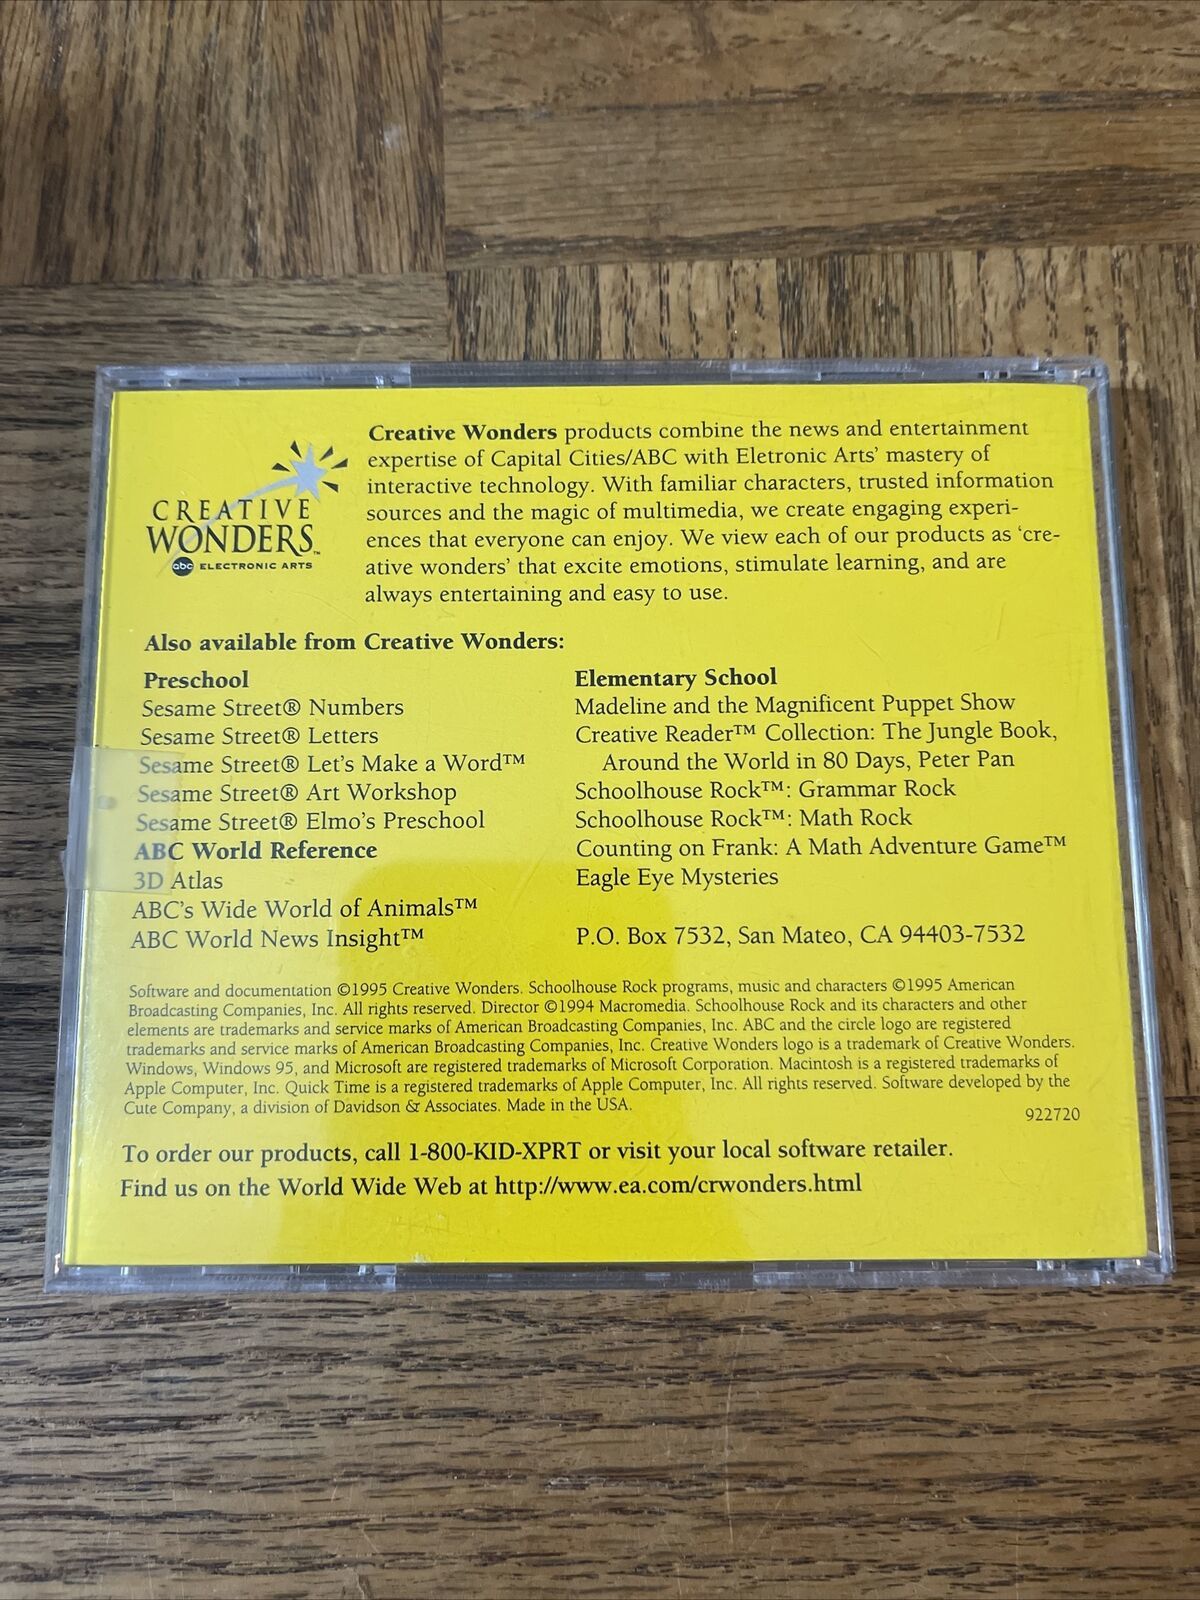 CREATIVE
WONDERS™
abc ELECTRONIC ARTS
Creative Wonders products combine the news and entertainment
expertise of Capital Cities/ABC with Eletronic Arts' mastery of
interactive technology. With familiar characters, trusted information
sources and the magic of multimedia, we create engaging experi-
ences that everyone can enjoy. We view each of our products as 'cre-
ative wonders' that excite emotions, stimulate learning, and are
always entertaining and easy to use.
Also available from Creative Wonders:
Preschool
Sesame Street® Numbers
Sesame Street® Letters
Sesame Street® Let's Make a Word™
Sesame Street® Art Workshop
Sesame Street® Elmo's Preschool
ABC World Reference
3D Atlas
ABC's Wide World of Animals™
ABC World News Insight™
Elementary School
Madeline and the Magnificent Puppet Show
Creative Reader™ Collection: The Jungle Book,
Around the World in 80 Days, Peter Pan
Schoolhouse Rock™: Grammar Rock
Schoolhouse Rock™: Math Rock
Counting on Frank: A Math Adventure Game™
Eagle Eye Mysteries
P.O. Box 7532, San Mateo, CA 94403-7532
Software and documentation ©1995 Creative Wonders. Schoolhouse Rock programs, music and characters ©1995 American
Broadcasting Companies, Inc. All rights reserved. Director ©1994 Macromedia. Schoolhouse Rock and its characters and other
elements are trademarks and service marks of American Broadcasting Companies, Inc. ABC and the circle logo are registered
trademarks and service marks of American Broadcasting Companies, Inc. Creative Wonders logo is a trademark of Creative Wonders.
Windows, Windows 95, and Microsoft are registered trademarks of Microsoft Corporation. Macintosh is a registered trademarks of
Apple Computer, Inc. Quick Time is a registered trademarks of Apple Computer, Inc. All rights reserved. Software developed by the
Cute Company, a division of Davidson & Associates. Made in the USA.
922720
To order our products, call 1-800-KID-XPRT or visit your local software retailer.
Find us on the World Wide Web at http://www.ea.com/crwonders.html